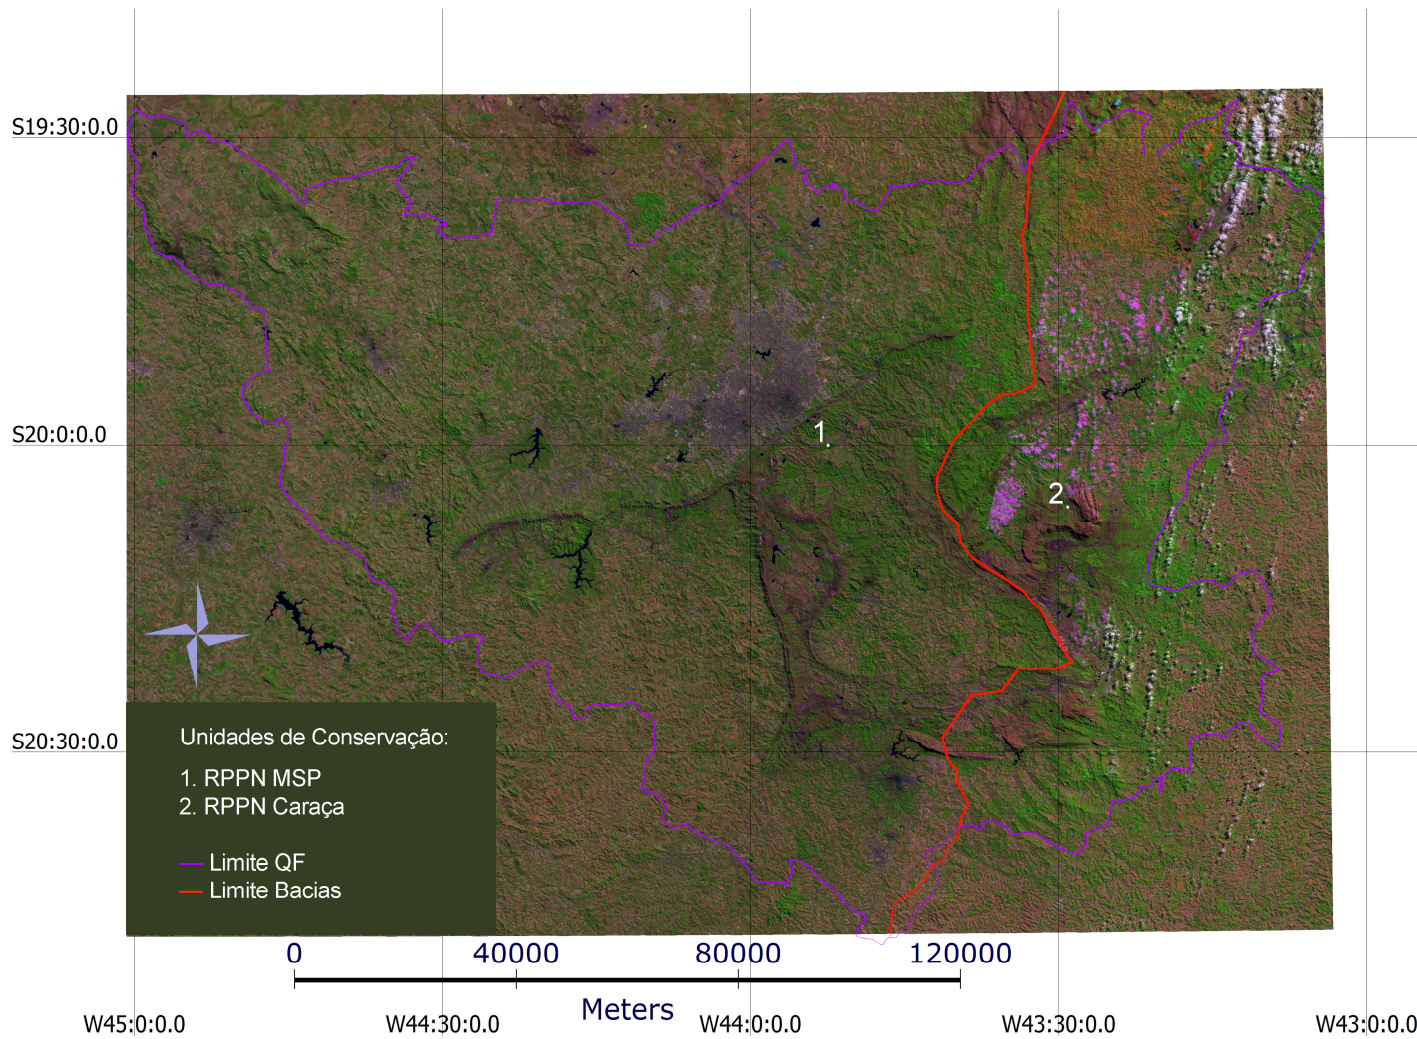 S19:30:0.0
S20:0:0.0
1.
2.
S20:30:0.0
Unidades de Conservação:
1. RPPN MSP
2. RPPN Caraça
Limite QF
Limite Bacias
0 40000 80000 120000
Meters
W45:0:0.0 W44:30:0.0 W44:0:0.0 W43:30:0.0 W43:0:0.0